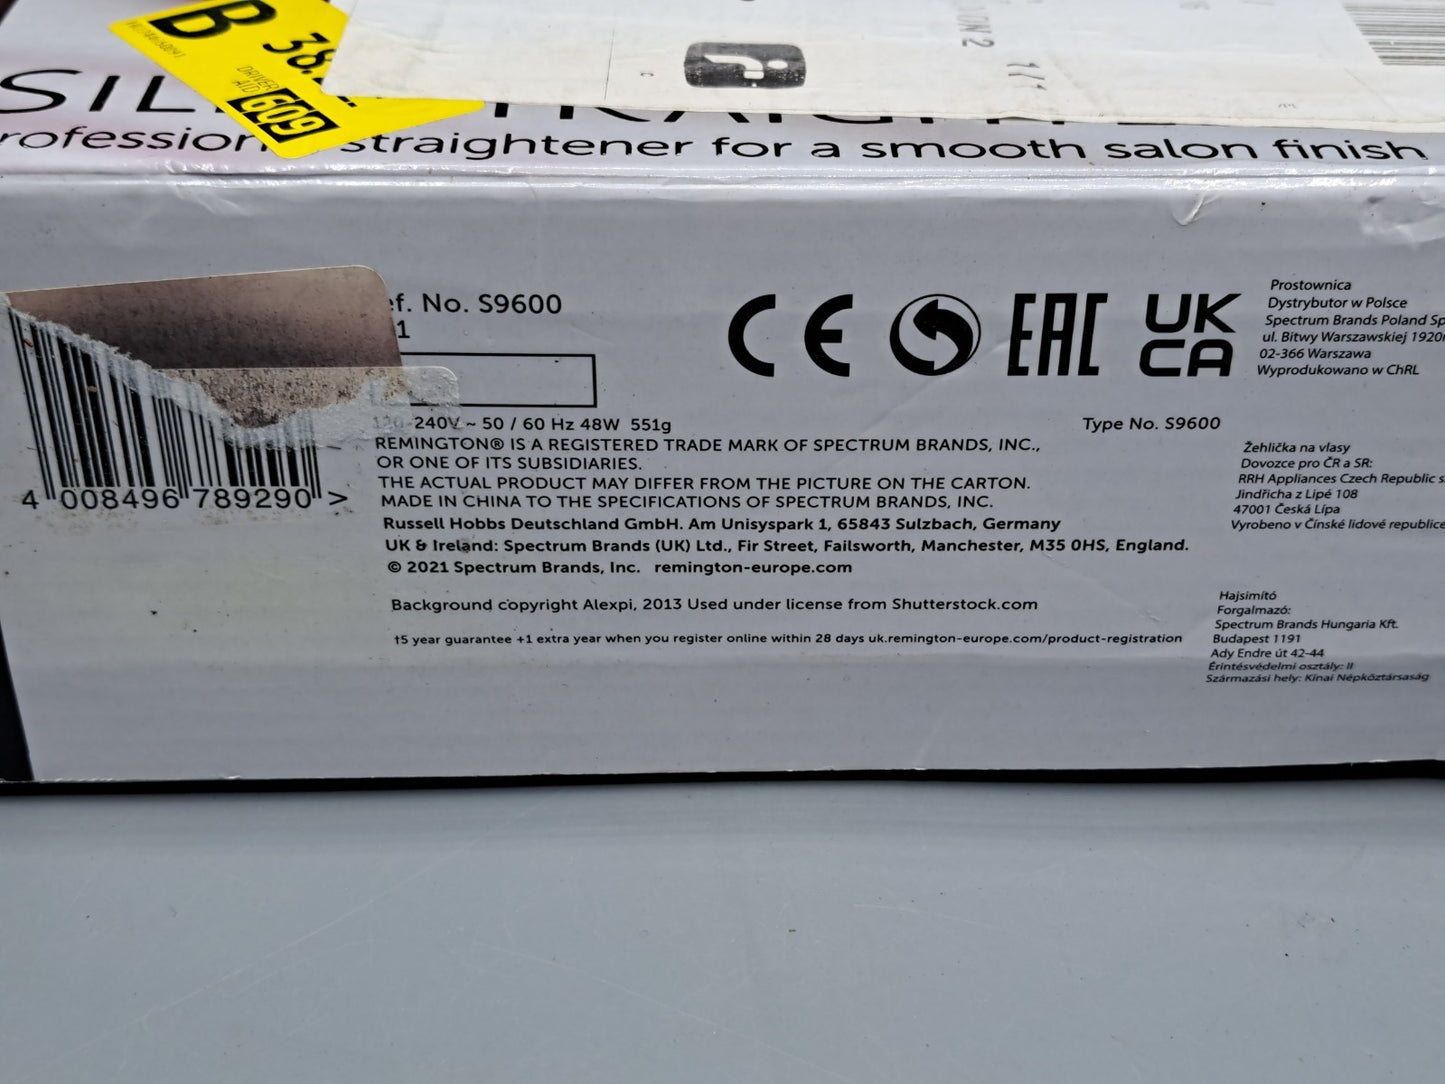 B
38.
DRIVER
AID
609
TION 2
1/1
rofession straightener for a smooth salon finish
ef. No. S9600
1
CE
EAC
UK
CA
Prostownica
Dystrybutor w Polsce
Spectrum Brands Poland Sp
ul. Bitwy Warszawskiej 1920r
02-366 Warszawa
Wyprodukowano w ChRL
-240V ~ 50 / 60 Hz 48W 551g
Type No. S9600
REMINGTON® IS A REGISTERED TRADE MARK OF SPECTRUM BRANDS, INC.,
OR ONE OF ITS SUBSIDIARIES.
THE ACTUAL PRODUCT MAY DIFFER FROM THE PICTURE ON THE CARTON.
MADE IN CHINA TO THE SPECIFICATIONS OF SPECTRUM BRANDS, INC.
4 008496 789290 >
Russell Hobbs Deutschland GmbH. Am Unisyspark 1, 65843 Sulzbach, Germany
UK & Ireland: Spectrum Brands (UK) Ltd., Fir Street, Failsworth, Manchester, M35 0HS, England.
© 2021 Spectrum Brands, Inc. remington-europe.com
Background copyright Alexpi, 2013 Used under license from Shutterstock.com
†5 year guarantee +1 extra year when you register online within 28 days uk.remington-europe.com/product-registration
Žehlička na vlasy
Dovozce pro ČR a SR:
RRH Appliances Czech Republic s.
Jindřicha z Lipé 108
47001 Česká Lípa
Vyrobeno v Čínské lidové republice
Hajsimító
Forgalmazó:
Spectrum Brands Hungaria Kft.
Budapest 1191
Ady Endre út 42-44
Érintésvédelmi osztály: II
Származási hely: Kínai Népköztársaság